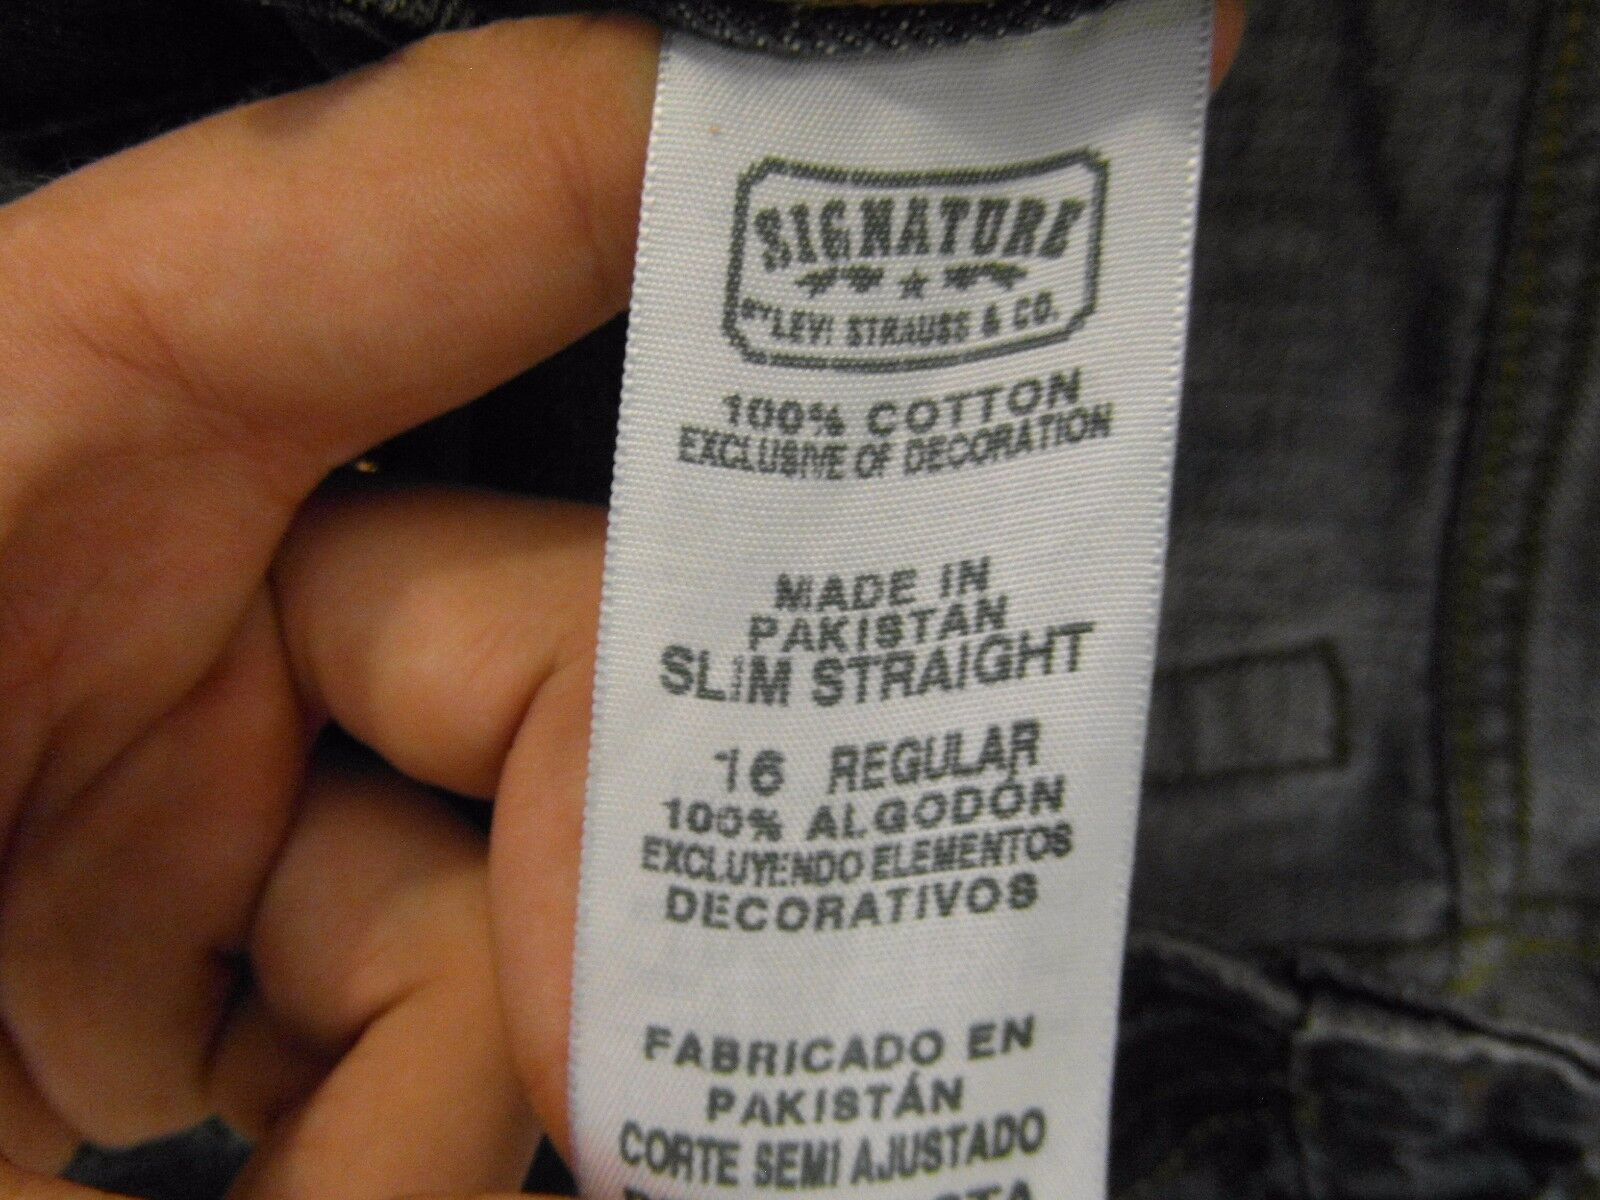 SIGNATURE
BY LEVI STRAUSS & CO.
100% COTTON
EXCLUSIVE OF DECORATION
MADE IN
PAKISTAN
SLIM STRAIGHT
16 REGULAR
100% ALGODÓN
EXCLUYENDO ELEMENTOS
DECORATIVOS
FABRICADO EN
PAKISTÁN
CORTE SEMI AJUSTADO